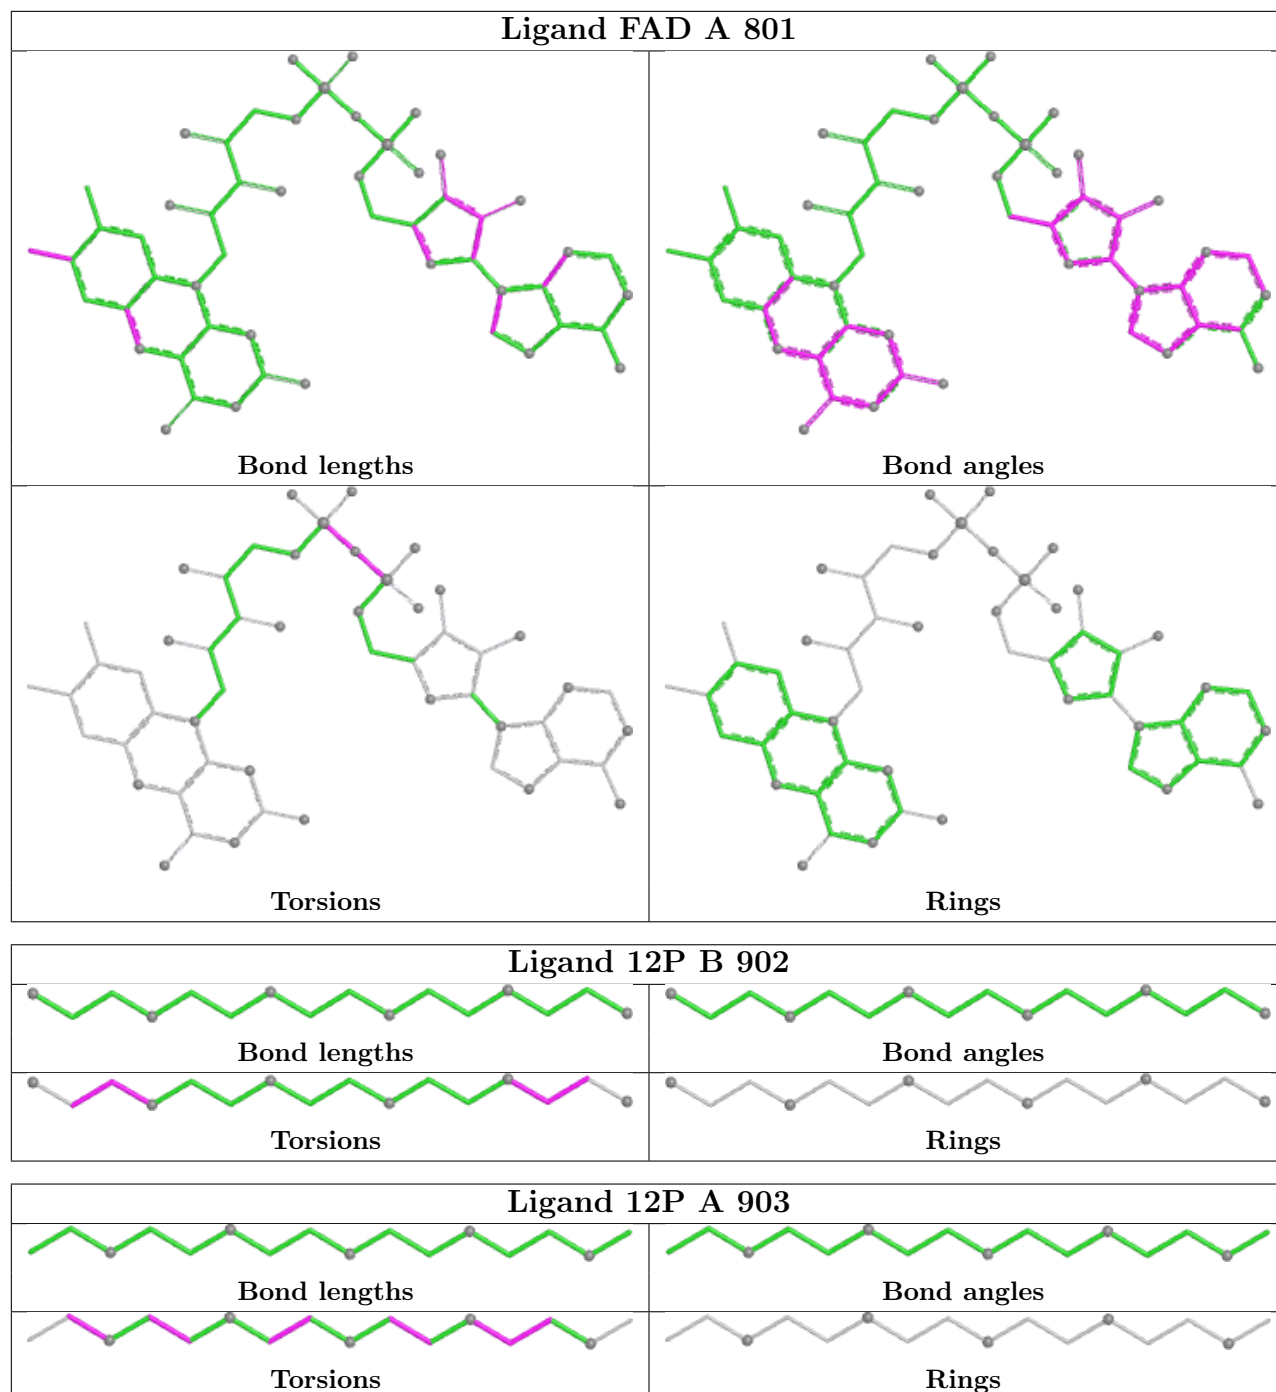 Ligand FAD A 801
Bond lengths
Bond angles
Torsions
Rings
Ligand 12P B 902
Bond lengths
Bond angles
Torsions
Rings
Ligand 12P A 903
Bond lengths
Bond angles
Torsions
Rings